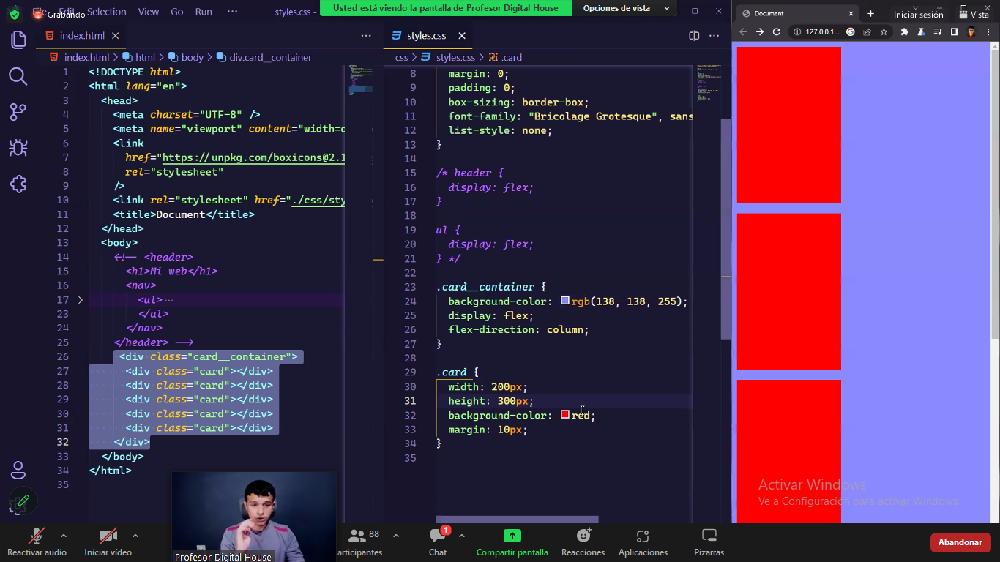 File Edit Selection View Go Run ··· styles.css -
Grabando
Usted está viendo la pantalla de Profesor Digital House
Opciones de vista
Document
Iniciar sesión
Vista
127.0.0.1...
index.html
index.html > html > body > div.card__container
1 <!DOCTYPE html>
2 <html lang="en">
3 <head>
4 <meta charset="UTF-8" />
5 <meta name="viewport" content="width=d
6 <link
7 href="https://unpkg.com/boxicons@2.1
8 rel="stylesheet"
9 />
10 <link rel="stylesheet" href="./css/sty
11 <title>Document</title>
12 </head>
13 <body>
14 <!-- <header>
15 <h1>Mi web</h1>
16 <nav>
17 <ul>···
23 </ul>
24 </nav>
25 </header> -->
26 <div class="card__container">
27 <div class="card"></div>
28 <div class="card"></div>
29 <div class="card"></div>
30 <div class="card"></div>
31 <div class="card"></div>
32 </div>
33 </body>
34 </html>
35
styles.css
css > styles.css > .card
8 margin: 0;
9 padding: 0;
10 box-sizing: border-box;
11 font-family: "Bricolage Grotesque", sans
12 list-style: none;
13 }
14
15 /* header {
16 display: flex;
17 }
18
19 ul {
20 display: flex;
21 } */
22
23 .card__container {
24 background-color: rgb(138, 138, 255);
25 display: flex;
26 flex-direction: column;
27 }
28
29 .card {
30 width: 200px;
31 height: 300px;
32 background-color: red;
33 margin: 10px;
34 }
35
Activar Windows
Ve a Configuración para activar Windows.
Profesor Digital House
Reactivar audio
Iniciar vídeo
articipantes
88
Chat
1
Compartir pantalla
Reacciones
Aplicaciones
Pizarras
Abandonar